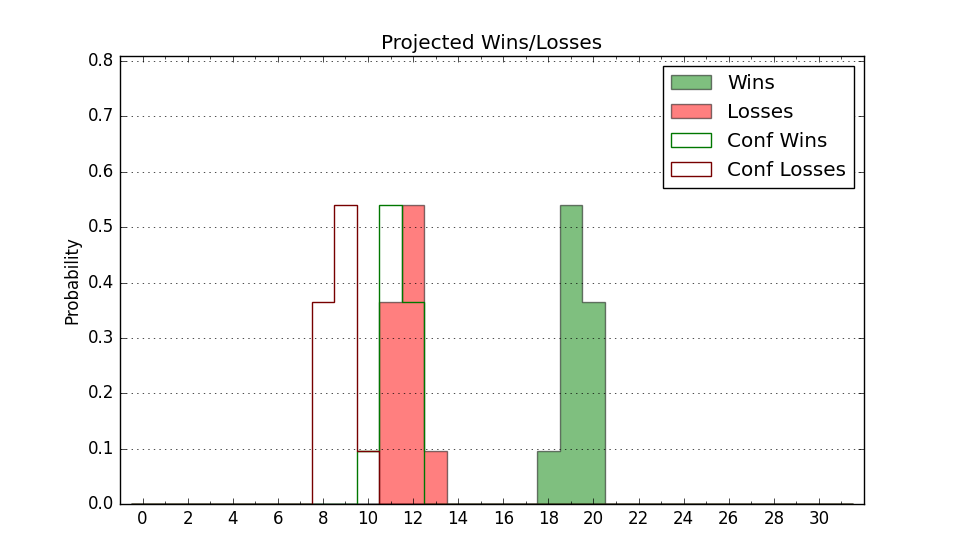 Projected Wins/Losses
0.8
0.7
0.6
0.5
0.4
0.3
0.2
0.1
0.0
Probability
Wins
Losses
Conf Wins
Conf Losses
0 2 4 6 8 10 12 14 16 18 20 22 24 26 28 30